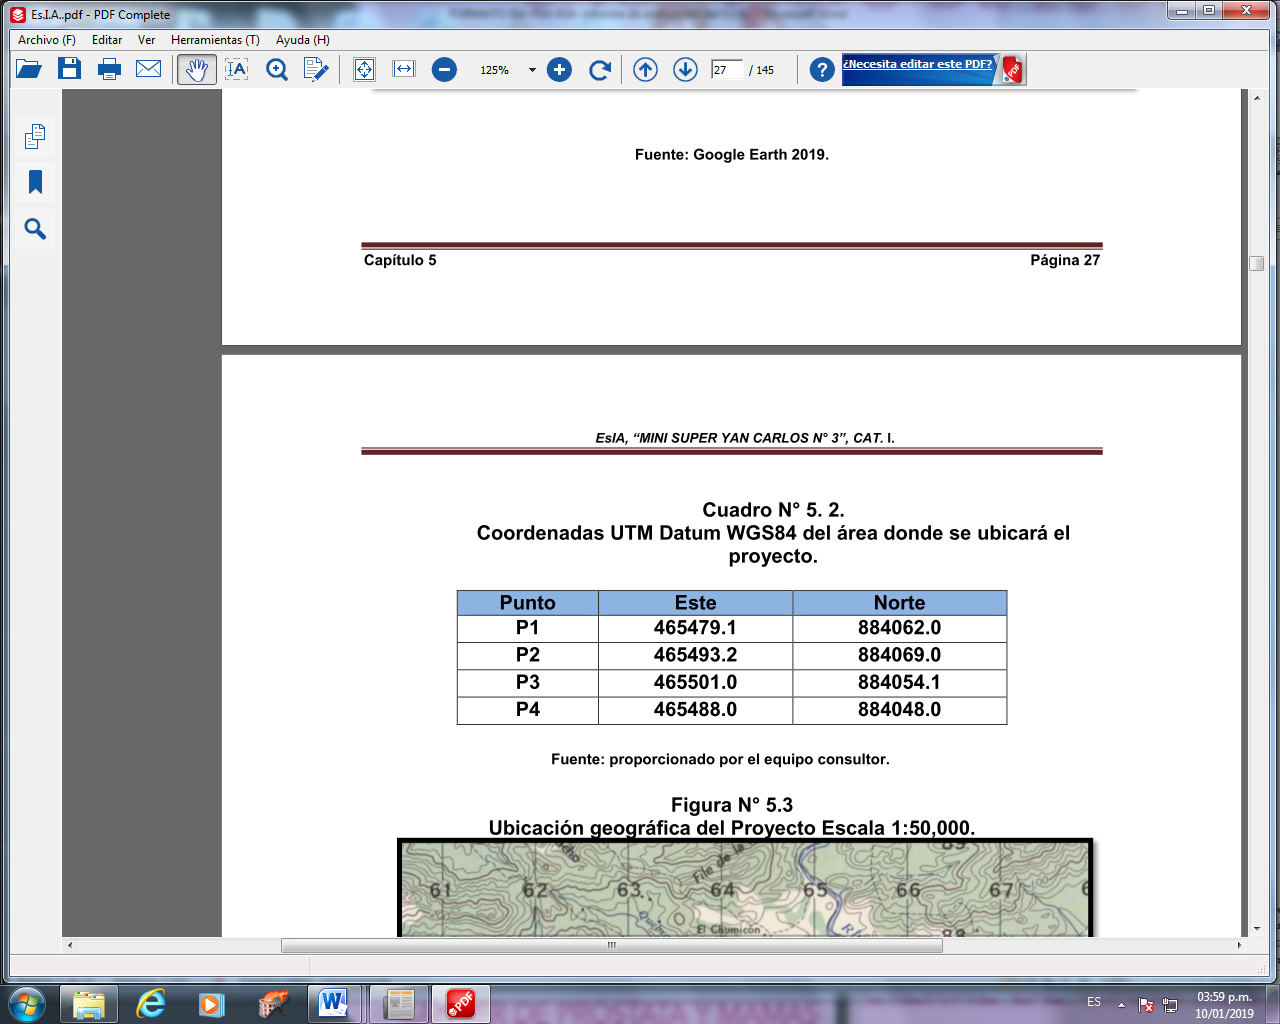 Es.I.A..pdf - PDF Complete
Archivo (F) Editar Ver Herramientas (T) Ayuda (H)
125% 27 / 145 ¿Necesita editar este PDF? PDF
Fuente: Google Earth 2019.
Capítulo 5 Página 27
EsIA, “MINI SUPER YAN CARLOS N° 3”, CAT. I.
Cuadro N° 5. 2.
Coordenadas UTM Datum WGS84 del área donde se ubicará el
proyecto.
Punto Este Norte
P1 465479.1 884062.0
P2 465493.2 884069.0
P3 465501.0 884054.1
P4 465488.0 884048.0
Fuente: proporcionado por el equipo consultor.
Figura N° 5.3
Ubicación geográfica del Proyecto Escala 1:50,000.
File de la
61 62 63 64 65 66 67
El Chumicón
ES 03:59 p.m.
10/01/2019